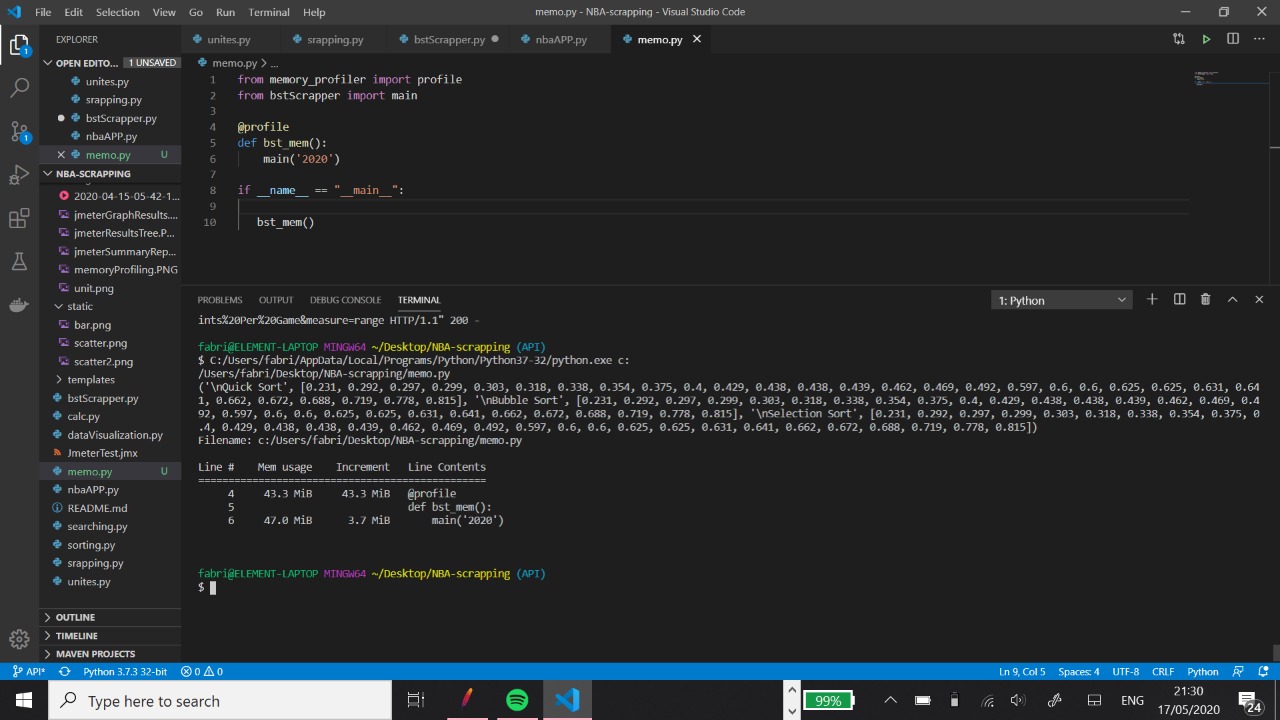 File Edit Selection View Go Run Terminal Help
memo.py - NBA-scrapping - Visual Studio Code
EXPLORER
unites.py
srapping.py
bstScrapper.py
nbaAPP.py
memo.py
OPEN EDITO... 1 UNSAVED
unites.py
srapping.py
bstScrapper.py
nbaAPP.py
memo.py U
NBA-SCRAPPING
2020-04-15-05-42-1...
jmeterGraphResults....
jmeterResultsTree.P...
jmeterSummaryRep...
memoryProfiling.PNG
unit.png
static
bar.png
scatter.png
scatter2.png
templates
bstScrapper.py
calc.py
dataVisualization.py
JmeterTest.jmx
memo.py U
nbaAPP.py
README.md
searching.py
sorting.py
srapping.py
unites.py
OUTLINE
TIMELINE
MAVEN PROJECTS
1
1
memo.py > ...
1 from memory_profiler import profile
2 from bstScrapper import main
3
4 @profile
5 def bst_mem():
6 main('2020')
7
8 if __name__ == "__main__":
9
10 bst_mem()
PROBLEMS OUTPUT DEBUG CONSOLE TERMINAL
1: Python
ints%20Per%20Game&measure=range HTTP/1.1" 200 -
fabri@ELEMENT-LAPTOP MINGW64 ~/Desktop/NBA-scrapping (API)
$ C:/Users/fabri/AppData/Local/Programs/Python/Python37-32/python.exe c:
/Users/fabri/Desktop/NBA-scrapping/memo.py
('\nQuick Sort', [0.231, 0.292, 0.297, 0.299, 0.303, 0.318, 0.338, 0.354, 0.375, 0.4, 0.429, 0.438, 0.438, 0.439, 0.462, 0.469, 0.492, 0.597, 0.6, 0.6, 0.625, 0.625, 0.631, 0.64
1, 0.662, 0.672, 0.688, 0.719, 0.778, 0.815], '\nBubble Sort', [0.231, 0.292, 0.297, 0.299, 0.303, 0.318, 0.338, 0.354, 0.375, 0.4, 0.429, 0.438, 0.438, 0.439, 0.462, 0.469, 0.4
92, 0.597, 0.6, 0.6, 0.625, 0.625, 0.631, 0.641, 0.662, 0.672, 0.688, 0.719, 0.778, 0.815], '\nSelection Sort', [0.231, 0.292, 0.297, 0.299, 0.303, 0.318, 0.338, 0.354, 0.375, 0
.4, 0.429, 0.438, 0.438, 0.439, 0.462, 0.469, 0.492, 0.597, 0.6, 0.6, 0.625, 0.625, 0.631, 0.641, 0.662, 0.672, 0.688, 0.719, 0.778, 0.815])
Filename: c:/Users/fabri/Desktop/NBA-scrapping/memo.py
Line # Mem usage Increment Line Contents
================================================
4 43.3 MiB 43.3 MiB @profile
5 def bst_mem():
6 47.0 MiB 3.7 MiB main('2020')
fabri@ELEMENT-LAPTOP MINGW64 ~/Desktop/NBA-scrapping (API)
$
API* Python 3.7.3 32-bit 0 0
Ln 9, Col 5 Spaces: 4 UTF-8 CRLF Python
Type here to search
99%
ENG
21:30
17/05/2020
24